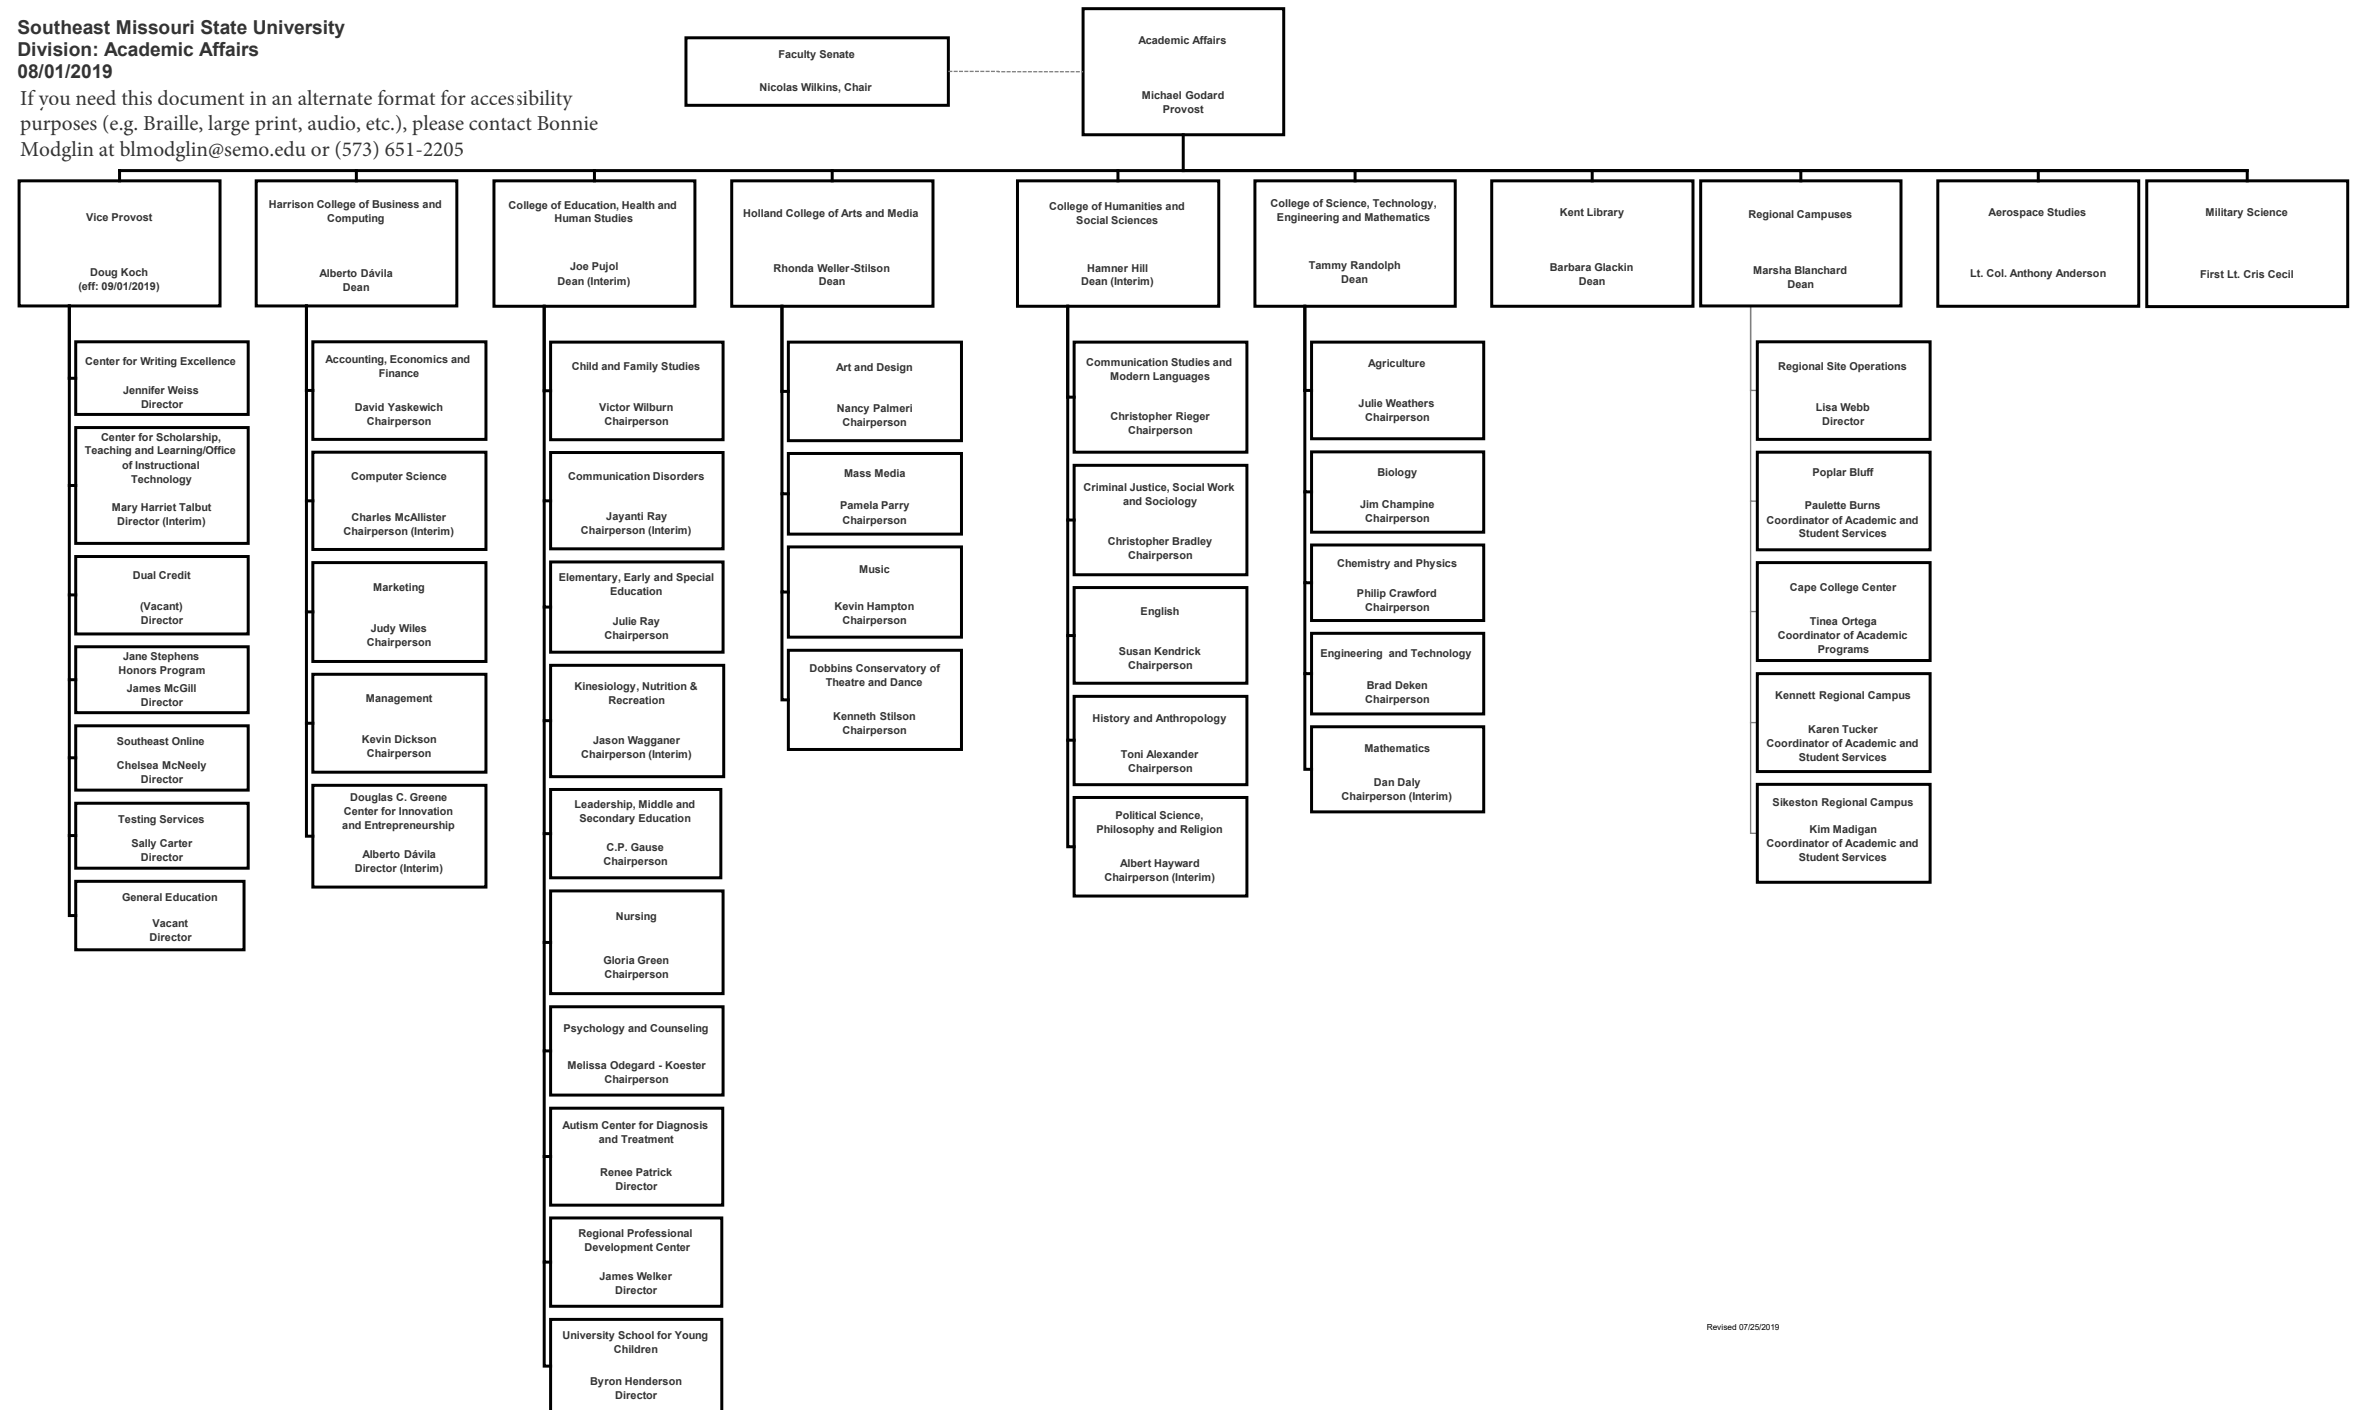 Southeast Missouri State University
Division: Academic Affairs
08/01/2019
If you need this document in an alternate format for accessibility
purposes (e.g. Braille, large print, audio, etc.), please contact Bonnie
Modglin at blmodglin@semo.edu or (573) 651-2205
Faculty Senate
Nicolas Wilkins, Chair
Academic Affairs
Michael Godard
Provost
Vice Provost
Doug Koch
(eff: 09/01/2019)
Harrison College of Business and
Computing
Alberto Dávila
Dean
College of Education, Health and
Human Studies
Joe Pujol
Dean (Interim)
Holland College of Arts and Media
Rhonda Weller-Stilson
Dean
College of Humanities and
Social Sciences
Hamner Hill
Dean (Interim)
College of Science, Technology,
Engineering and Mathematics
Tammy Randolph
Dean
Kent Library
Barbara Glackin
Dean
Regional Campuses
Marsha Blanchard
Dean
Aerospace Studies
Lt. Col. Anthony Anderson
Military Science
First Lt. Cris Cecil
Center for Writing Excellence
Jennifer Weiss
Director
Center for Scholarship,
Teaching and Learning/Office
of Instructional
Technology
Mary Harriet Talbut
Director (Interim)
Dual Credit
(Vacant)
Director
Jane Stephens
Honors Program
James McGill
Director
Southeast Online
Chelsea McNeely
Director
Testing Services
Sally Carter
Director
General Education
Vacant
Director
Accounting, Economics and
Finance
David Yaskewich
Chairperson
Computer Science
Charles McAllister
Chairperson (Interim)
Marketing
Judy Wiles
Chairperson
Management
Kevin Dickson
Chairperson
Douglas C. Greene
Center for Innovation
and Entrepreneurship
Alberto Dávila
Director (Interim)
Child and Family Studies
Victor Wilburn
Chairperson
Communication Disorders
Jayanti Ray
Chairperson (Interim)
Elementary, Early and Special
Education
Julie Ray
Chairperson
Kinesiology, Nutrition &
Recreation
Jason Wagganer
Chairperson (Interim)
Leadership, Middle and
Secondary Education
C.P. Gause
Chairperson
Nursing
Gloria Green
Chairperson
Psychology and Counseling
Melissa Odegard - Koester
Chairperson
Autism Center for Diagnosis
and Treatment
Renee Patrick
Director
Regional Professional
Development Center
James Welker
Director
University School for Young
Children
Byron Henderson
Director
Art and Design
Nancy Palmeri
Chairperson
Mass Media
Pamela Parry
Chairperson
Music
Kevin Hampton
Chairperson
Dobbins Conservatory of
Theatre and Dance
Kenneth Stilson
Chairperson
Communication Studies and
Modern Languages
Christopher Rieger
Chairperson
Criminal Justice, Social Work
and Sociology
Christopher Bradley
Chairperson
English
Susan Kendrick
Chairperson
History and Anthropology
Toni Alexander
Chairperson
Political Science,
Philosophy and Religion
Albert Hayward
Chairperson (Interim)
Agriculture
Julie Weathers
Chairperson
Biology
Jim Champine
Chairperson
Chemistry and Physics
Philip Crawford
Chairperson
Engineering and Technology
Brad Deken
Chairperson
Mathematics
Dan Daly
Chairperson (Interim)
Regional Site Operations
Lisa Webb
Director
Poplar Bluff
Paulette Burns
Coordinator of Academic and
Student Services
Cape College Center
Tinea Ortega
Coordinator of Academic
Programs
Kennett Regional Campus
Karen Tucker
Coordinator of Academic and
Student Services
Sikeston Regional Campus
Kim Madigan
Coordinator of Academic and
Student Services
Revised 07/25/2019